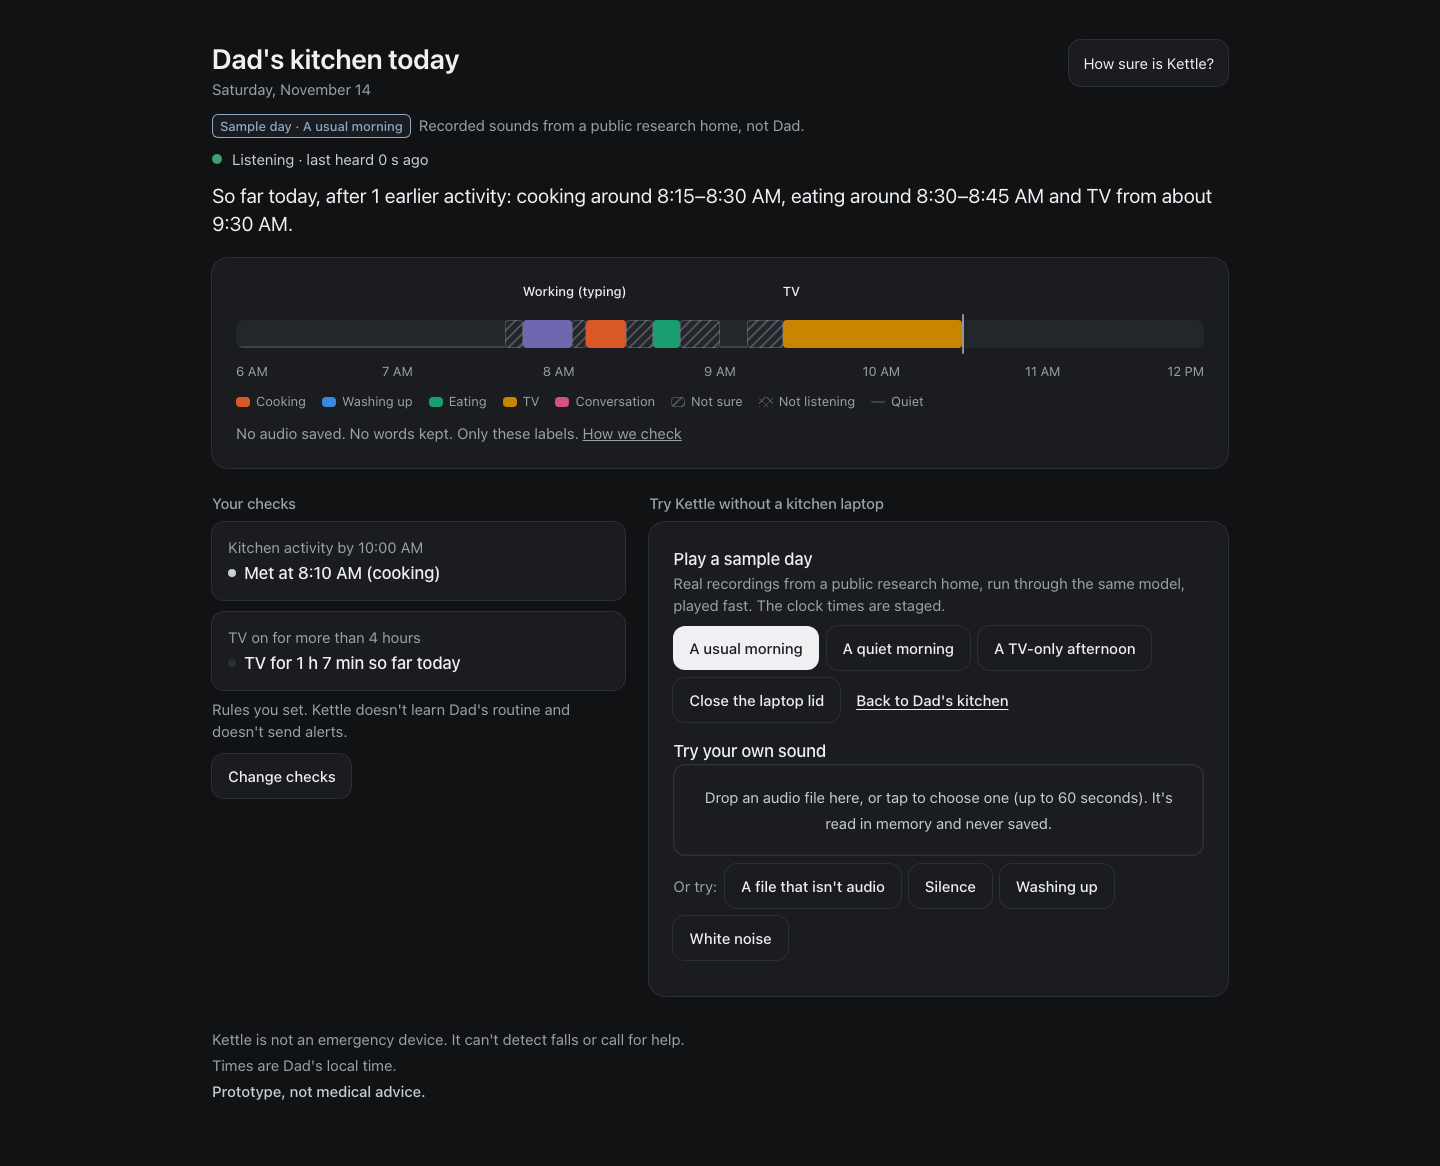 Dad's kitchen today
How sure is Kettle?
Saturday, November 14
Sample day · A usual morning
Recorded sounds from a public research home, not Dad.
Listening · last heard 0 s ago
So far today, after 1 earlier activity: cooking around 8:15–8:30 AM, eating around 8:30–8:45 AM and TV from about
9:30 AM.
Working (typing)
TV
6 AM
7 AM
8 AM
9 AM
10 AM
11 AM
12 PM
Cooking
Washing up
Eating
TV
Conversation
Not sure
Not listening
Quiet
No audio saved. No words kept. Only these labels. How we check
Your checks
Kitchen activity by 10:00 AM
Met at 8:10 AM (cooking)
TV on for more than 4 hours
TV for 1 h 7 min so far today
Rules you set. Kettle doesn't learn Dad's routine and
doesn't send alerts.
Change checks
Try Kettle without a kitchen laptop
Play a sample day
Real recordings from a public research home, run through the same model,
played fast. The clock times are staged.
A usual morning
A quiet morning
A TV-only afternoon
Close the laptop lid
Back to Dad's kitchen
Try your own sound
Drop an audio file here, or tap to choose one (up to 60 seconds). It's
read in memory and never saved.
Or try:
A file that isn't audio
Silence
Washing up
White noise
Kettle is not an emergency device. It can't detect falls or call for help.
Times are Dad's local time.
Prototype, not medical advice.